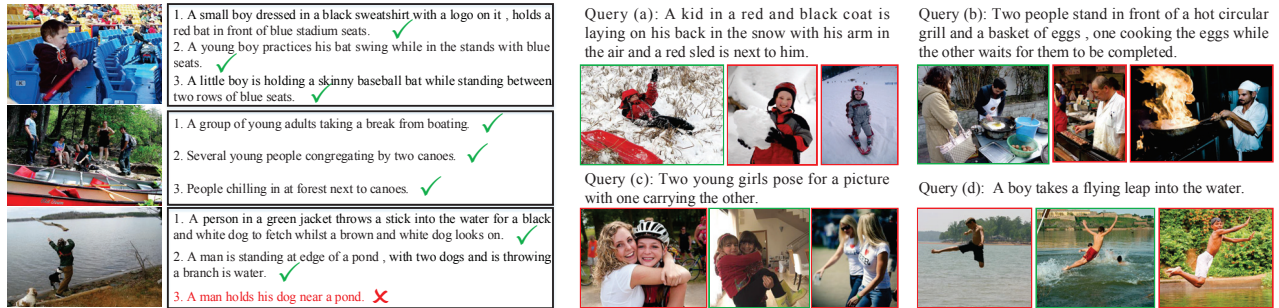 1. A small boy dressed in a black sweatshirt with a logo on it , holds a
red bat in front of blue stadium seats.
2. A young boy practices his bat swing while in the stands with blue
seats.
3. A little boy is holding a skinny baseball bat while standing between
two rows of blue seats.
1. A group of young adults taking a break from boating.
2. Several young people congregating by two canoes.
3. People chilling in at forest next to canoes.
1. A person in a green jacket throws a stick into the water for a black
and white dog to fetch whilst a brown and white dog looks on.
2. A man is standing at edge of a pond , with two dogs and is throwing
a branch is water.
3. A man holds his dog near a pond.
Query (a): A kid in a red and black coat is
laying on his back in the snow with his arm in
the air and a red sled is next to him.
Query (b): Two people stand in front of a hot circular
grill and a basket of eggs , one cooking the eggs while
the other waits for them to be completed.
Query (c): Two young girls pose for a picture
with one carrying the other.
Query (d): A boy takes a flying leap into the water.